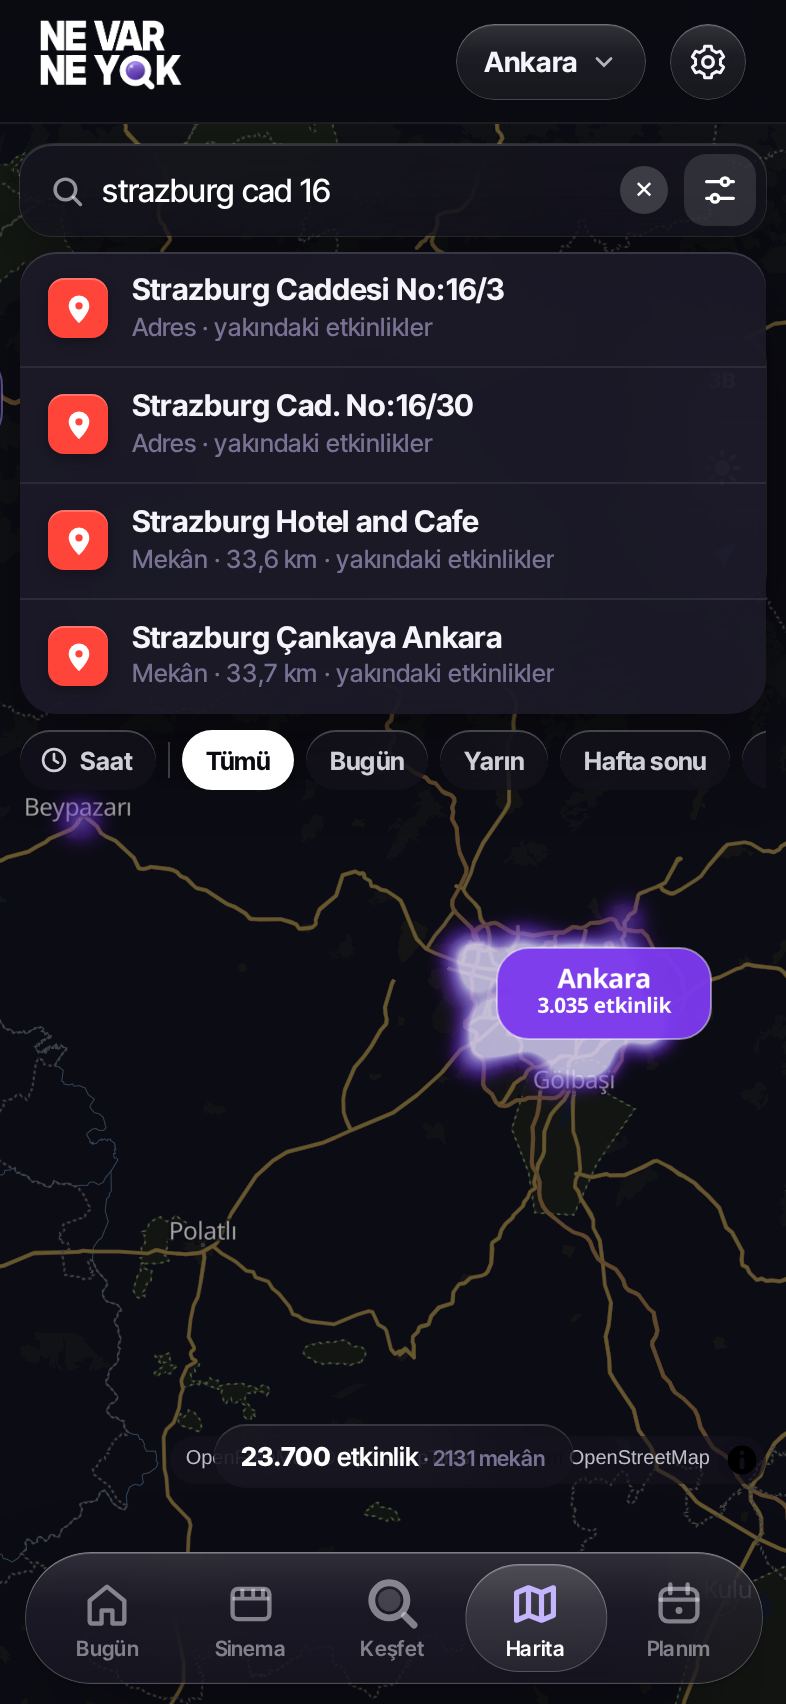 NE VAR
NE YOK
Ankara
strazburg cad 16
Strazburg Caddesi No:16/3
Adres · yakındaki etkinlikler
Strazburg Cad. No:16/30
Adres · yakındaki etkinlikler
3B
Strazburg Hotel and Cafe
Mekân · 33,6 km · yakındaki etkinlikler
Strazburg Çankaya Ankara
Mekân · 33,7 km · yakındaki etkinlikler
Saat
Tümü
Bugün
Yarın
Hafta sonu
Beypazarı
Ankara
3.035 etkinlik
Gölbaşı
Polatlı
23.700 etkinlik · 2131 mekân
OpenStreetMap
Kulu
Bugün
Sinema
Keşfet
Harita
Planım